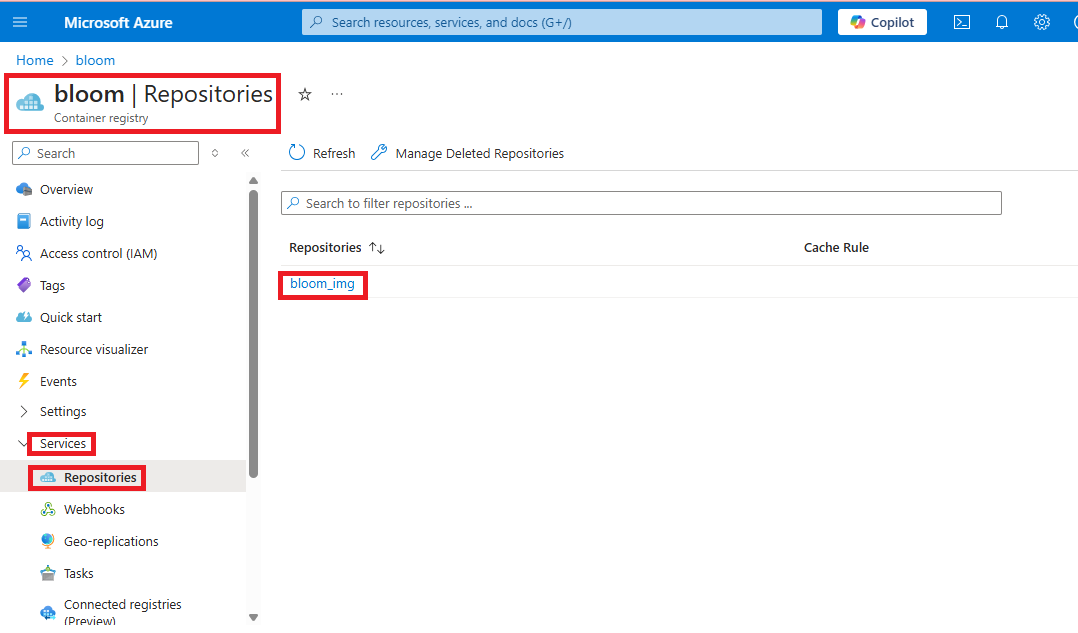 Microsoft Azure
Search resources, services, and docs (G+/)
Copilot
Home > bloom
bloom | Repositories
Container registry
Search
Refresh
Manage Deleted Repositories
Overview
Activity log
Access control (IAM)
Tags
Quick start
Resource visualizer
Events
Settings
Services
Repositories
Webhooks
Geo-replications
Tasks
Connected registries
(Preview)
Search to filter repositories ...
Repositories
Cache Rule
bloom_img